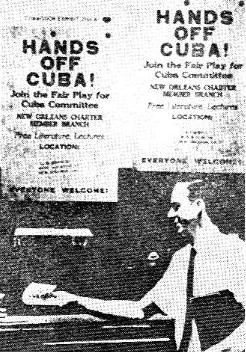 COMMISSION EXHIBIT
HANDS
OFF
CUBA!
Join the Fair Play for
Cuba Committee
NEW ORLEANS CHARTER
MEMBER BRANCH
Free Literature, Lectures
LOCATION:
EVERYONE WELCOME!
HANDS
OFF
CUBA!
Join the Fair Play for
Cuba Committee
NEW ORLEANS CHARTER
MEMBER BRANCH
Free Literature, Lectures
LOCATION:
EVERYONE WELCOME!